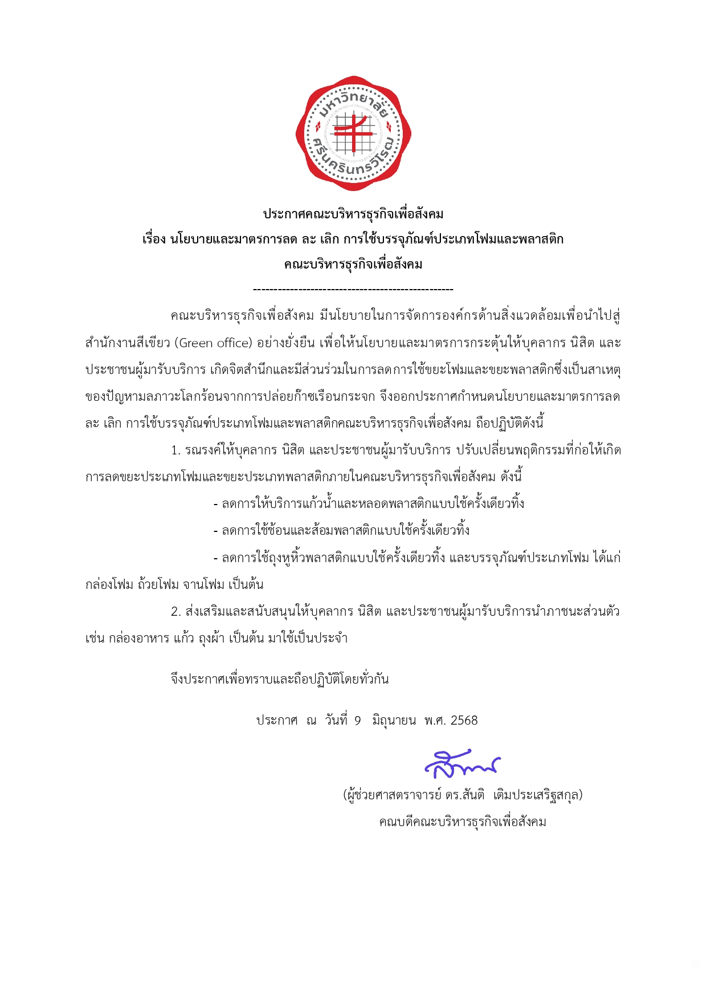 มหาวิทยาลัย
ศรีนครินทรวิโรฒ
ประกาศคณะบริหารธุรกิจเพื่อสังคม
เรื่อง นโยบายและมาตรการลด ละ เลิก การใช้บรรจุภัณฑ์ประเภทโฟมและพลาสติก
คณะบริหารธุรกิจเพื่อสังคม
-------------------------------------------------
คณะบริหารธุรกิจเพื่อสังคม มีนโยบายในการจัดการองค์กรด้านสิ่งแวดล้อมเพื่อนำไปสู่
สำนักงานสีเขียว (Green office) อย่างยั่งยืน เพื่อให้นโยบายและมาตรการกระตุ้นให้บุคลากร นิสิต และ
ประชาชนผู้มารับบริการ เกิดจิตสำนึกและมีส่วนร่วมในการลดการใช้ขยะโฟมและขยะพลาสติกซึ่งเป็นสาเหตุ
ของปัญหามลภาวะโลกร้อนจากการปล่อยก๊าซเรือนกระจก จึงออกประกาศกำหนดนโยบายและมาตรการลด
ละ เลิก การใช้บรรจุภัณฑ์ประเภทโฟมและพลาสติกคณะบริหารธุรกิจเพื่อสังคม ถือปฏิบัติดังนี้
1. รณรงค์ให้บุคลากร นิสิต และประชาชนผู้มารับบริการ ปรับเปลี่ยนพฤติกรรมที่ก่อให้เกิด
การลดขยะประเภทโฟมและขยะประเภทพลาสติกภายในคณะบริหารธุรกิจเพื่อสังคม ดังนี้
- ลดการให้บริการแก้วน้ำและหลอดพลาสติกแบบใช้ครั้งเดียวทิ้ง
- ลดการใช้ช้อนและส้อมพลาสติกแบบใช้ครั้งเดียวทิ้ง
- ลดการใช้ถุงหูหิ้วพลาสติกแบบใช้ครั้งเดียวทิ้ง และบรรจุภัณฑ์ประเภทโฟม ได้แก่
กล่องโฟม ถ้วยโฟม จานโฟม เป็นต้น
2. ส่งเสริมและสนับสนุนให้บุคลากร นิสิต และประชาชนผู้มารับบริการนำภาชนะส่วนตัว
เช่น กล่องอาหาร แก้ว ถุงผ้า เป็นต้น มาใช้เป็นประจำ
จึงประกาศเพื่อทราบและถือปฏิบัติโดยทั่วกัน
ประกาศ ณ วันที่ 9 มิถุนายน พ.ศ. 2568
(ผู้ช่วยศาสตราจารย์ ดร.สันติ เติมประเสริฐสกุล)
คณบดีคณะบริหารธุรกิจเพื่อสังคม